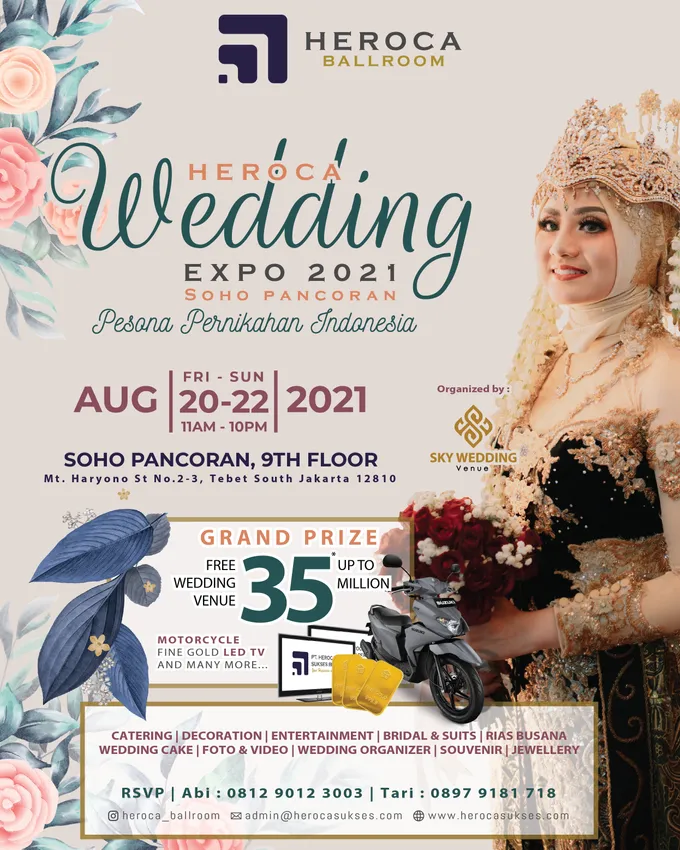 HEROCA
BALLROOM
HEROCA
Wedding
EXPO 2021
SOHO PANCORAN
Pesona Pernikahan Indonesia
AUG
FRI - SUN
20-22
11AM - 10PM
2021
Organized by :
SKY WEDDING
Venue
SOHO PANCORAN, 9TH FLOOR
Mt. Haryono St No.2-3, Tebet South Jakarta 12810
GRAND PRIZE
FREE
WEDDING
VENUE
35*
UP TO
MILLION
MOTORCYCLE
FINE GOLD LED TV
AND MANY MORE...
PT. HEROCA
SUKSES
SUZUKI
CATERING | DECORATION | ENTERTAINMENT | BRIDAL & SUITS | RIAS BUSANA
WEDDING CAKE | FOTO & VIDEO | WEDDING ORGANIZER | SOUVENIR | JEWELLERY
RSVP | Abi : 0812 9012 3003 | Tari : 0897 9181 718
heroca_ballroom admin@herocasukses.com www.herocasukses.com